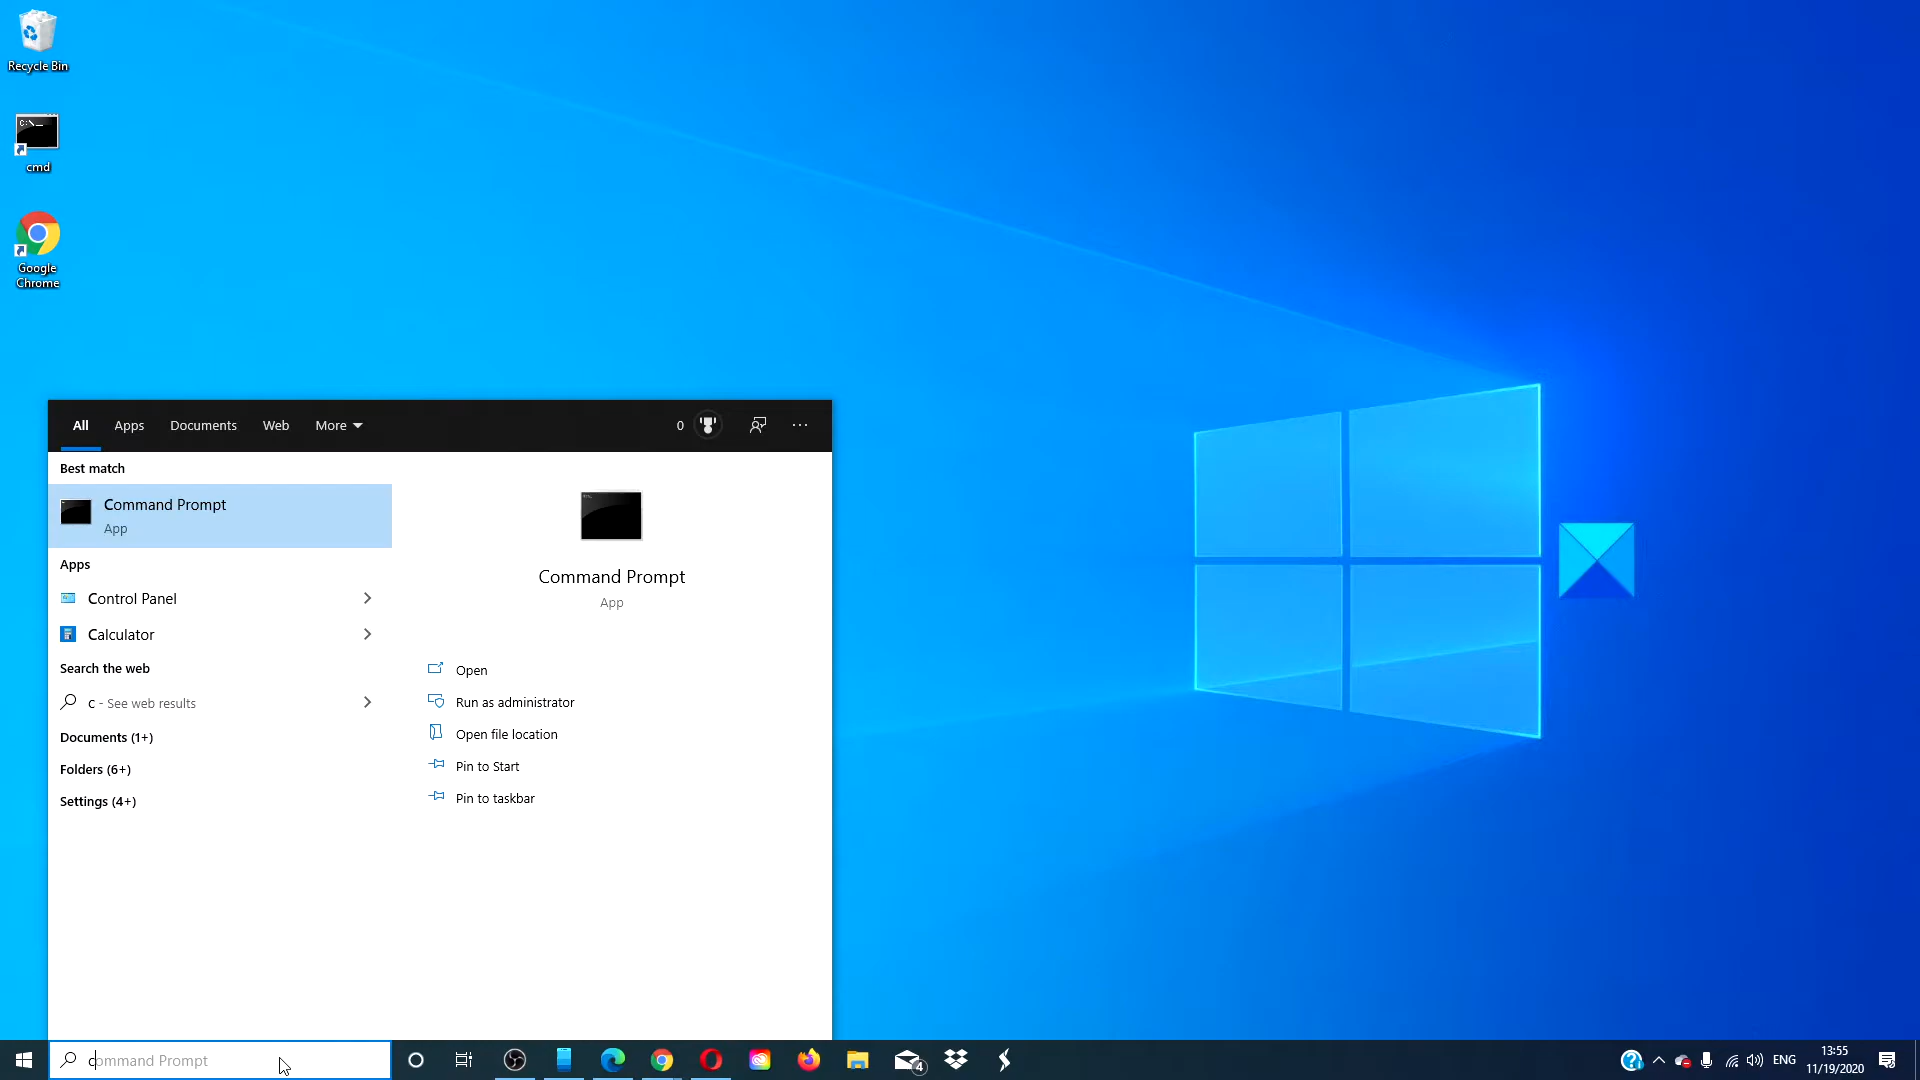 Recycle Bin
cmd
Google
Chrome
All Apps Documents Web More 0 ...
Best match
Command Prompt
App
Apps
Control Panel
Calculator
Search the web
c - See web results
Documents (1+)
Folders (6+)
Settings (4+)
Command Prompt
App
Open
Run as administrator
Open file location
Pin to Start
Pin to taskbar
command Prompt
4
ENG
13:55
11/19/2020